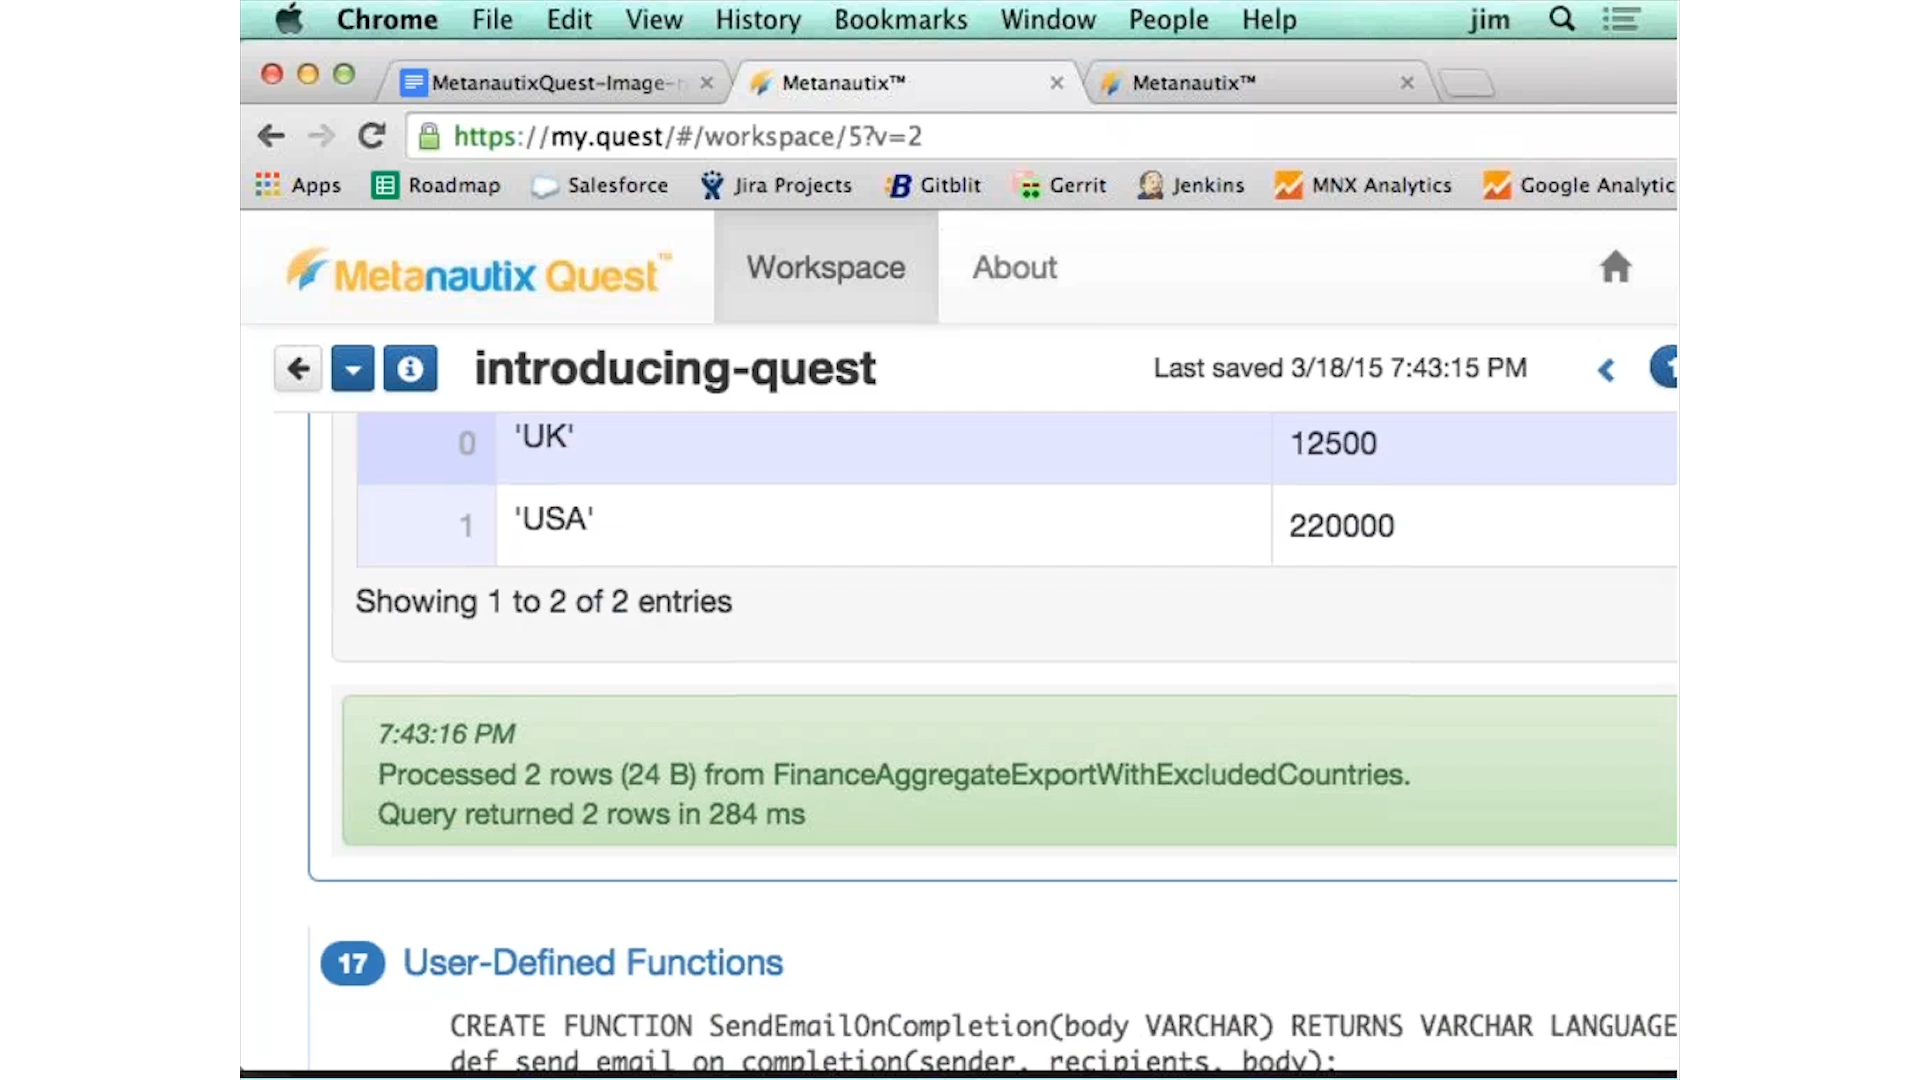 Chrome File Edit View History Bookmarks Window People Help jim
MetanautixQuest-Image- Metanautix™ Metanautix™
https://my.quest/#/workspace/5?v=2
Apps Roadmap Salesforce Jira Projects Gitblit Gerrit Jenkins MNX Analytics Google Analytic
Metanautix Quest™ Workspace About
introducing-quest Last saved 3/18/15 7:43:15 PM
0 'UK' 12500
1 'USA' 220000
Showing 1 to 2 of 2 entries
7:43:16 PM
Processed 2 rows (24 B) from FinanceAggregateExportWithExcludedCountries.
Query returned 2 rows in 284 ms
17 User-Defined Functions
CREATE FUNCTION SendEmailOnCompletion(body VARCHAR) RETURNS VARCHAR LANGUAGE
def send_email_on_completion(sender, recipients, body):